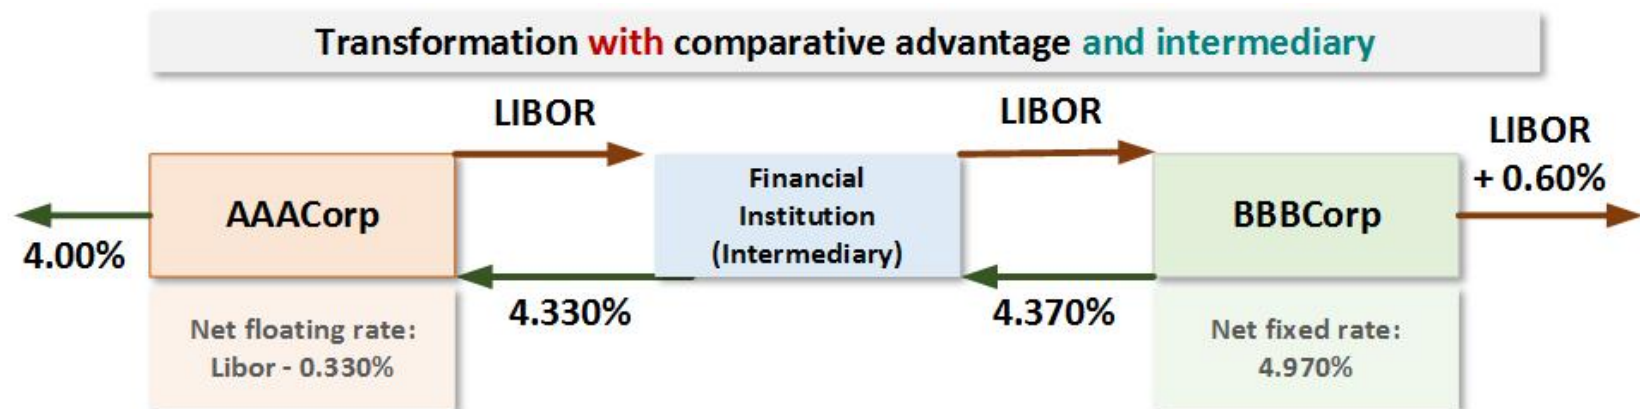 Transformation with comparative advantage and intermediary
LIBOR
LIBOR
LIBOR
+ 0.60%
AAACorp
Financial
Institution
(Intermediary)
BBBCorp
4.00%
4.330%
4.370%
Net floating rate:
Libor - 0.330%
Net fixed rate:
4.970%